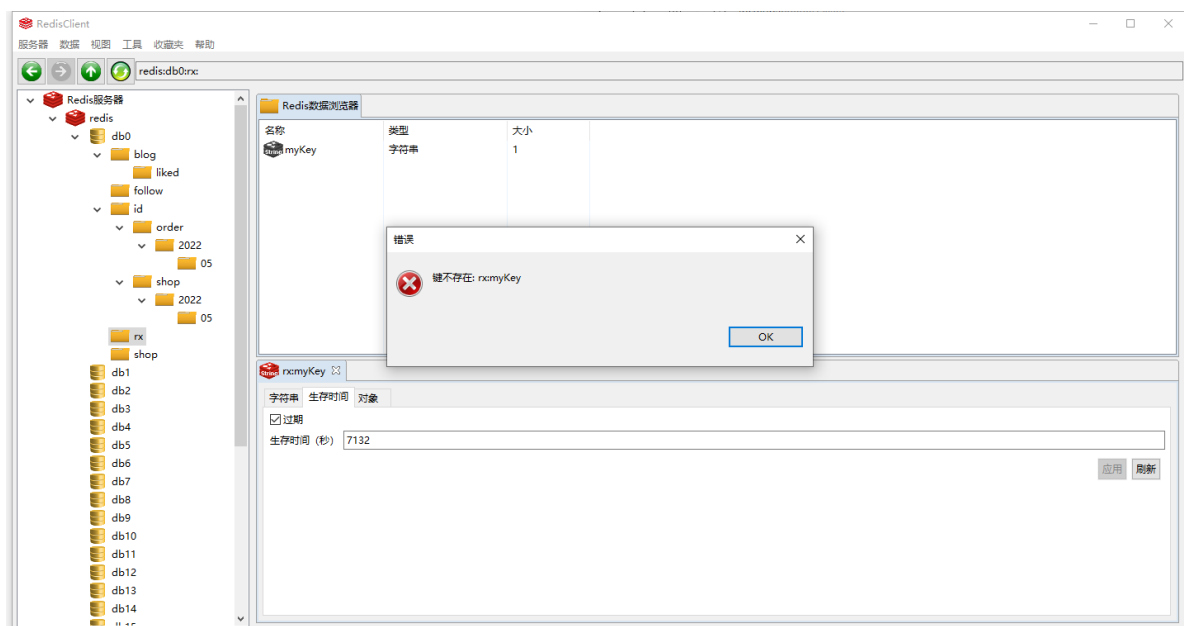 RedisClient
服务器 数据 视图 工具 收藏夹 帮助
redis:db0:rx:
Redis服务器
redis
db0
blog
liked
follow
id
order
2022
05
shop
2022
05
rx
shop
db1
db2
db3
db4
db5
db6
db7
db8
db9
db10
db11
db12
db13
db14
Redis数据浏览器
名称 类型 大小
String myKey 字符串 1
错误
键不存在: rx:myKey
OK
String rx:myKey
字符串 生存时间 对象
过期
生存时间（秒） 7132
应用 刷新